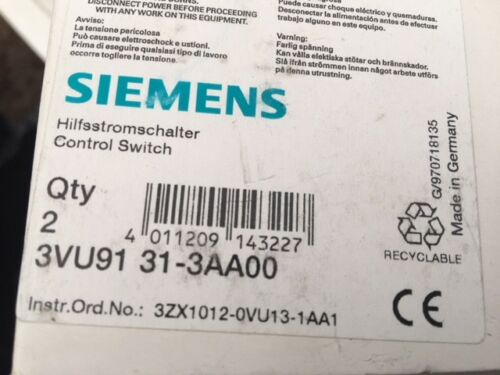 DISCONNECT POWER BEFORE PROCEEDING
WITH ANY WORK ON THIS EQUIPMENT.
Avviso:
La tensione pericolosa
Può causare elettroschock e ustioni.
Prima di eseguire qualsiasi tipo di lavoro
occorre togliere la tensione.
Puede causar choque eléctrico y quemaduras.
Desconectar la alimentación antes de efectuar
trabajo alguno en este equipo.
Varning:
Farlig spänning
Kan vålla elektiska stötar och brännskador.
Slå ifrån strömmen innan något arbete utförs
på denna utrustning.
SIEMENS
Hilfsstromschalter
Control Switch
Qty
2
4 011209 143227
3VU91 31-3AA00
Instr.Ord.No.: 3ZX1012-0VU13-1AA1
RECYCLABLE
CE
G/970718135
Made in Germany